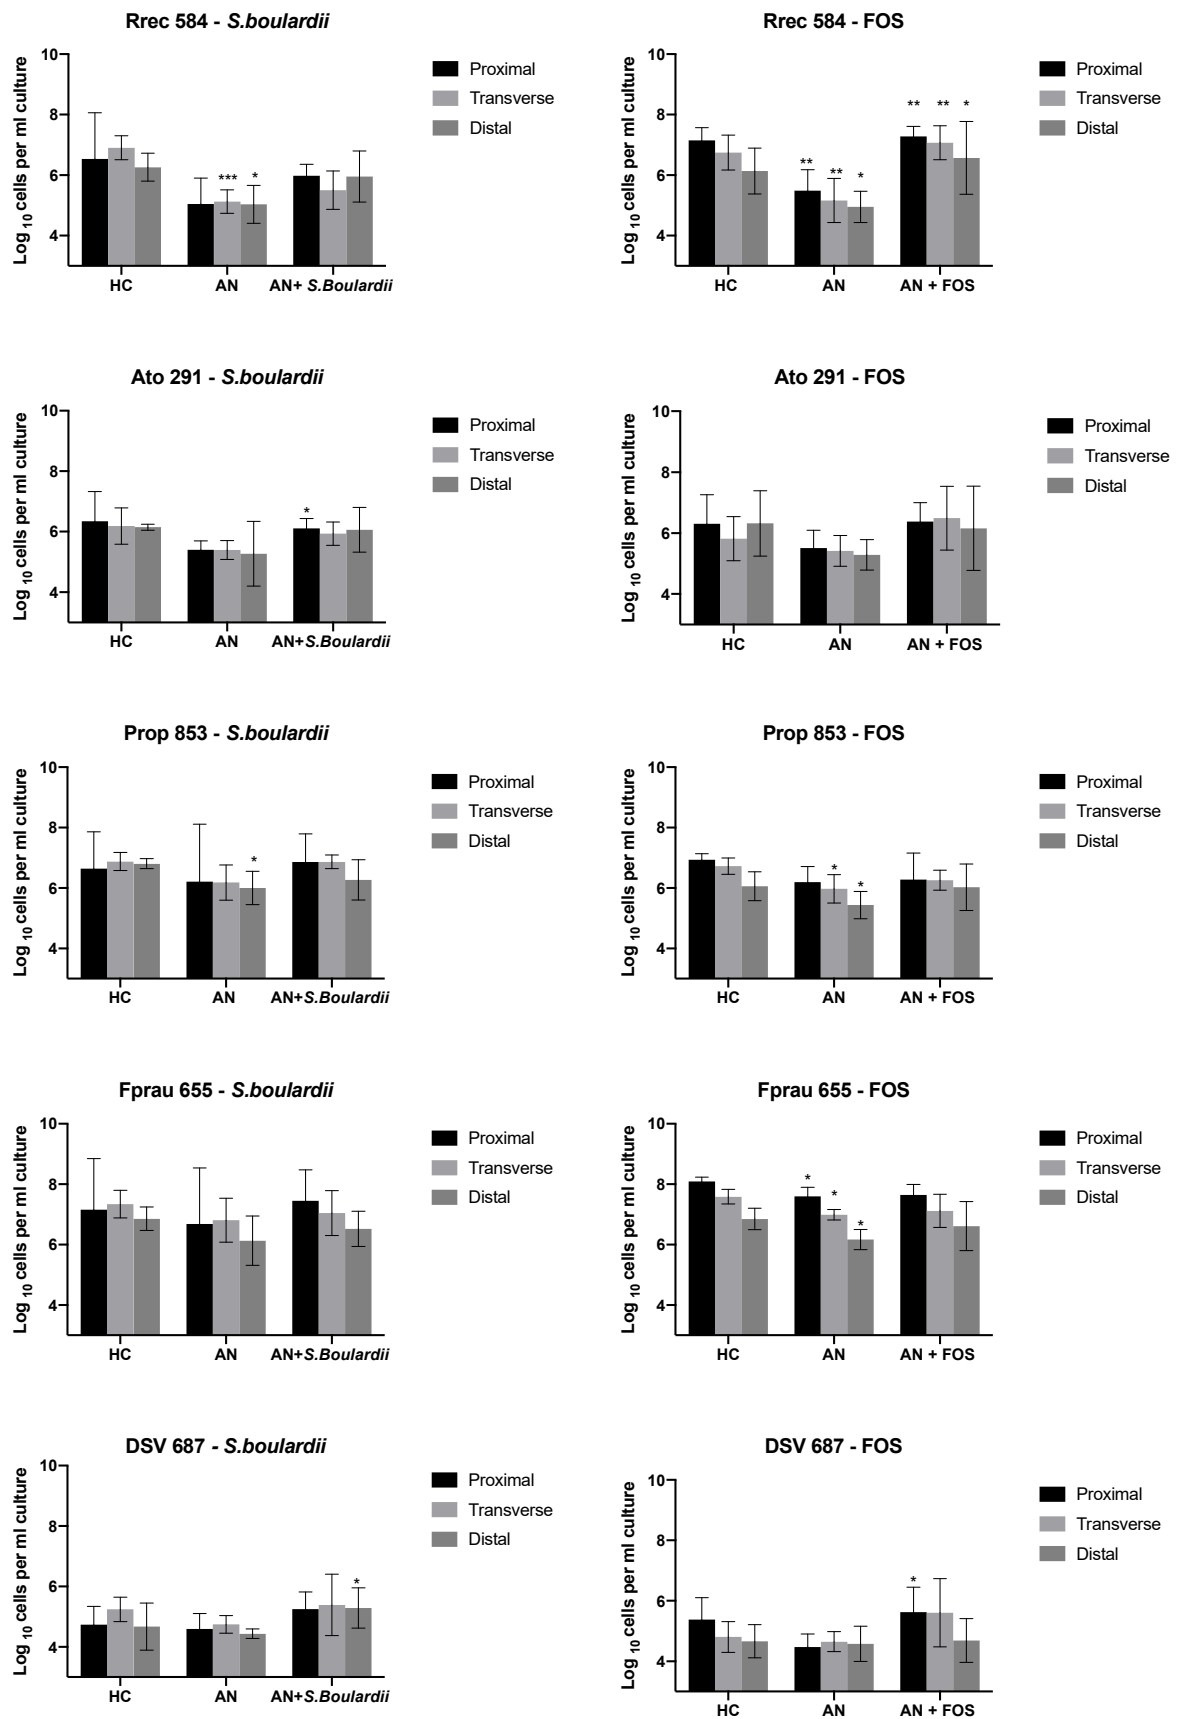 Rrec 584 - S.boulardii
Log 10 cells per ml culture
10
8
6
4
*** *
HC AN AN+ S.Boulardii
Proximal
Transverse
Distal
Rrec 584 - FOS
Log 10 cells per ml culture
10
8
6
4
** ** *
** ** *
HC AN AN + FOS
Proximal
Transverse
Distal
Ato 291 - S.boulardii
Log 10 cells per ml culture
10
8
6
4
*
HC AN AN+S.Boulardii
Proximal
Transverse
Distal
Ato 291 - FOS
Log 10 cells per ml culture
10
8
6
4
HC AN AN + FOS
Proximal
Transverse
Distal
Prop 853 - S.boulardii
Log 10 cells per ml culture
10
8
6
4
*
HC AN AN+S.Boulardii
Proximal
Transverse
Distal
Prop 853 - FOS
Log 10 cells per ml culture
10
8
6
4
* *
HC AN AN + FOS
Proximal
Transverse
Distal
Fprau 655 - S.boulardii
Log 10 cells per ml culture
10
8
6
4
HC AN AN+S.Boulardii
Proximal
Transverse
Distal
Fprau 655 - FOS
Log 10 cells per ml culture
10
8
6
4
* * *
HC AN AN + FOS
Proximal
Transverse
Distal
DSV 687 - S.boulardii
Log 10 cells per ml culture
10
8
6
4
*
HC AN AN+S.Boulardii
Proximal
Transverse
Distal
DSV 687 - FOS
Log 10 cells per ml culture
10
8
6
4
*
HC AN AN + FOS
Proximal
Transverse
Distal